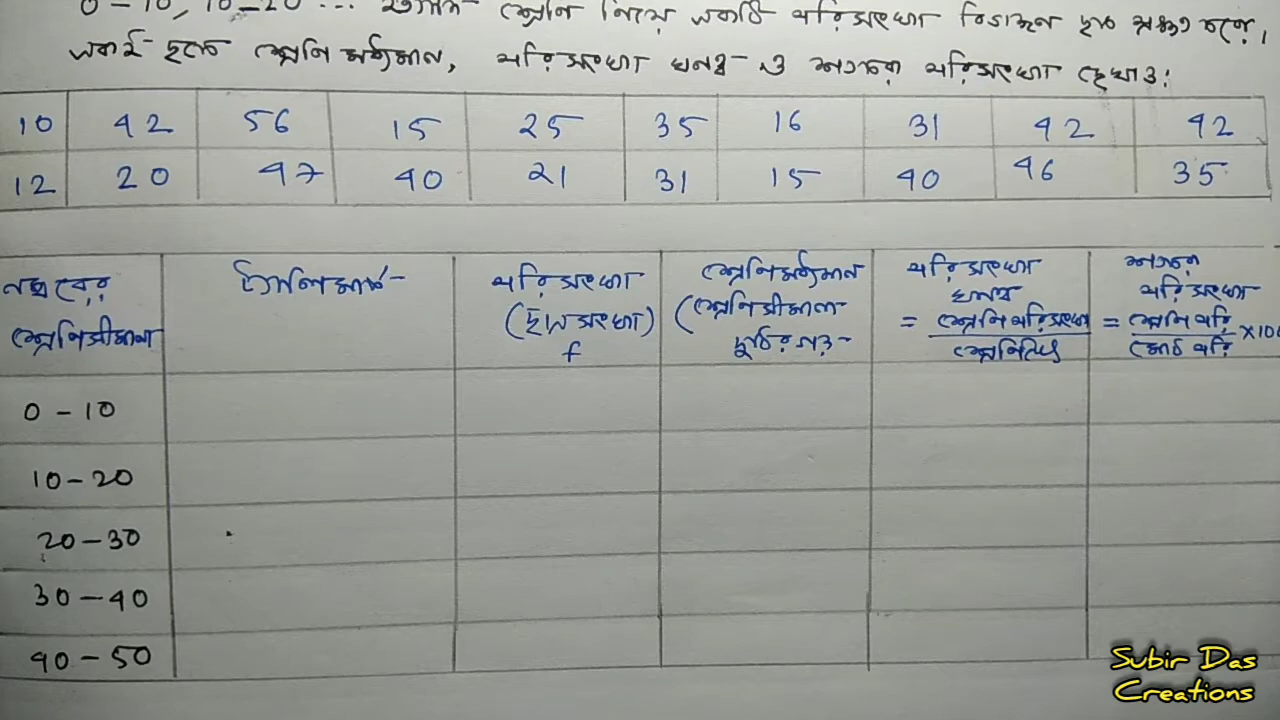 0 – 10, 10 – 20 ... ইত্যাদি শ্রেণি নিয়ে একটি পরিসংখ্যা বিভাজন ছক প্রস্তুত করো,
একই ছকে শ্রেণি মধ্যমান, পরিসংখ্যা ঘনত্ব ও শতকরা পরিসংখ্যা দেখাও।
10 42 56 15 25 35 16 31 42 42
12 20 47 40 21 31 15 40 46 35
নম্বরের
শ্রেণিসীমানা
ট্যালিমার্ক
পরিসংখ্যা
(ছাত্রসংখ্যা)
f
শ্রেণিমধ্যমান
(শ্রেণিসীমানা
দুটির গড়
পরিসংখ্যা
ঘনত্ব
= শ্রেণিপরিসংখ্যা
শ্রেণিদৈর্ঘ্য
শতকরা
পরিসংখ্যা
= শ্রেণি পরি ×100
মোট পরি
0 – 10
10 – 20
20 – 30
30 – 40
40 – 50
Subir Das
Creations